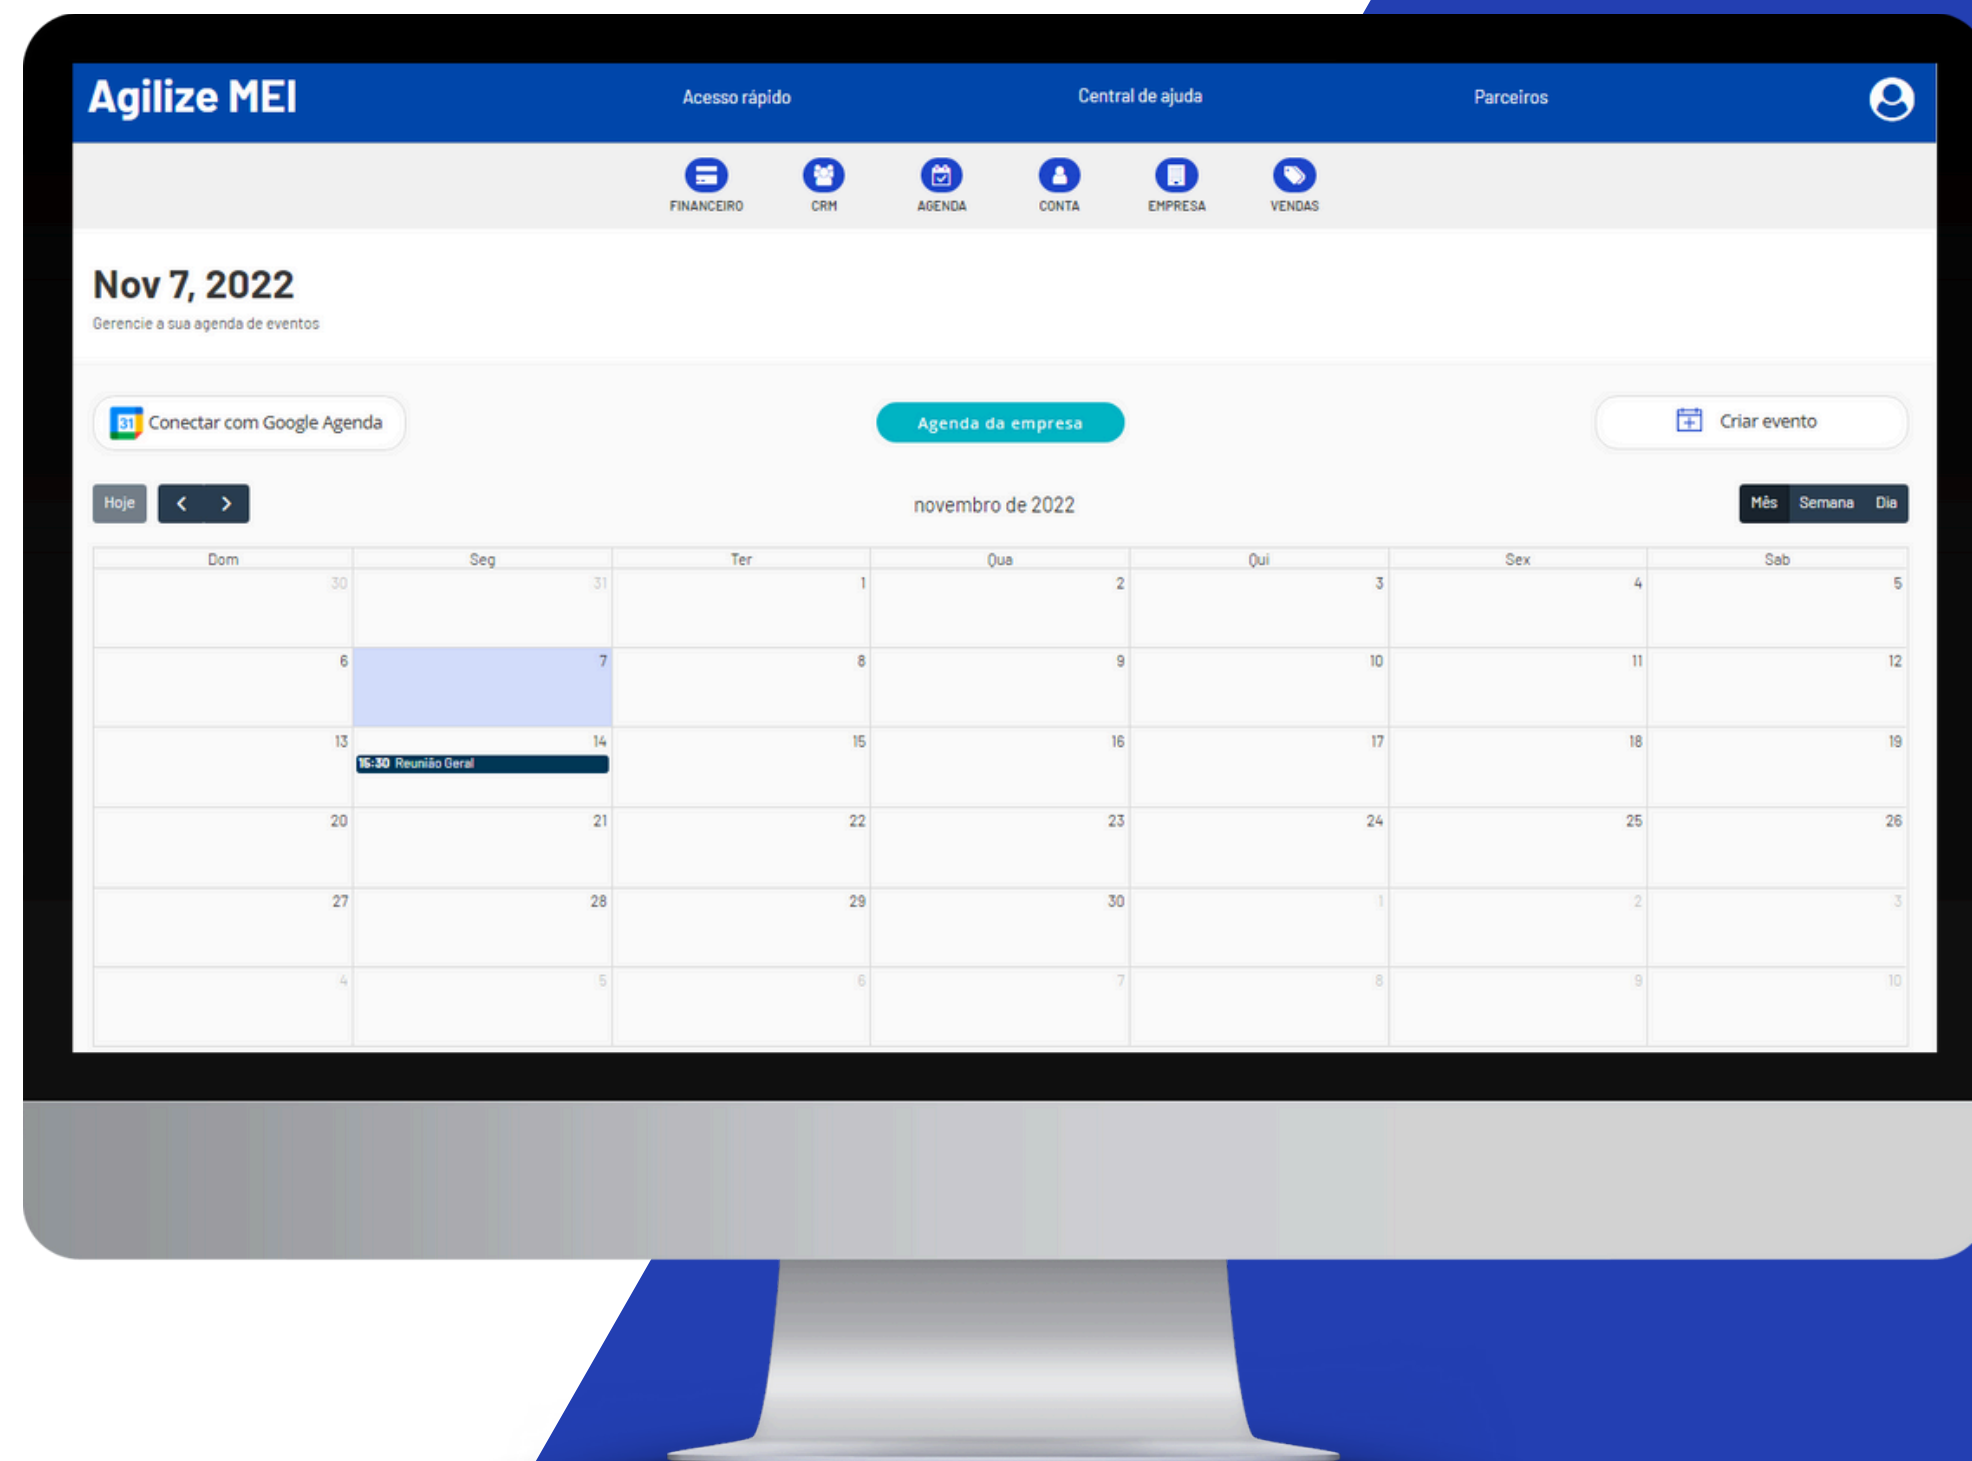 Agilize MEI
Acesso rápido
Central de ajuda
Parceiros
FINANCEIRO CRM AGENDA CONTA EMPRESA VENDAS
Nov 7, 2022
Gerencie a sua agenda de eventos
31 Conectar com Google Agenda
Agenda da empresa
Criar evento
Hoje < >
novembro de 2022
Mês Semana Dia
Dom Seg Ter Qua Qui Sex Sab
30 31 1 2 3 4 5
6 7 8 9 10 11 12
13 14 15 16 17 18 19
15:30 Reunião Geral
20 21 22 23 24 25 26
27 28 29 30 1 2 3
4 5 6 7 8 9 10